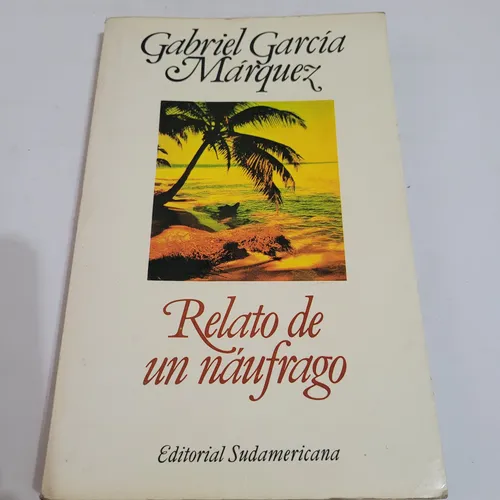 Gabriel García
Márquez
Relato de
un náufrago
Editorial Sudamericana